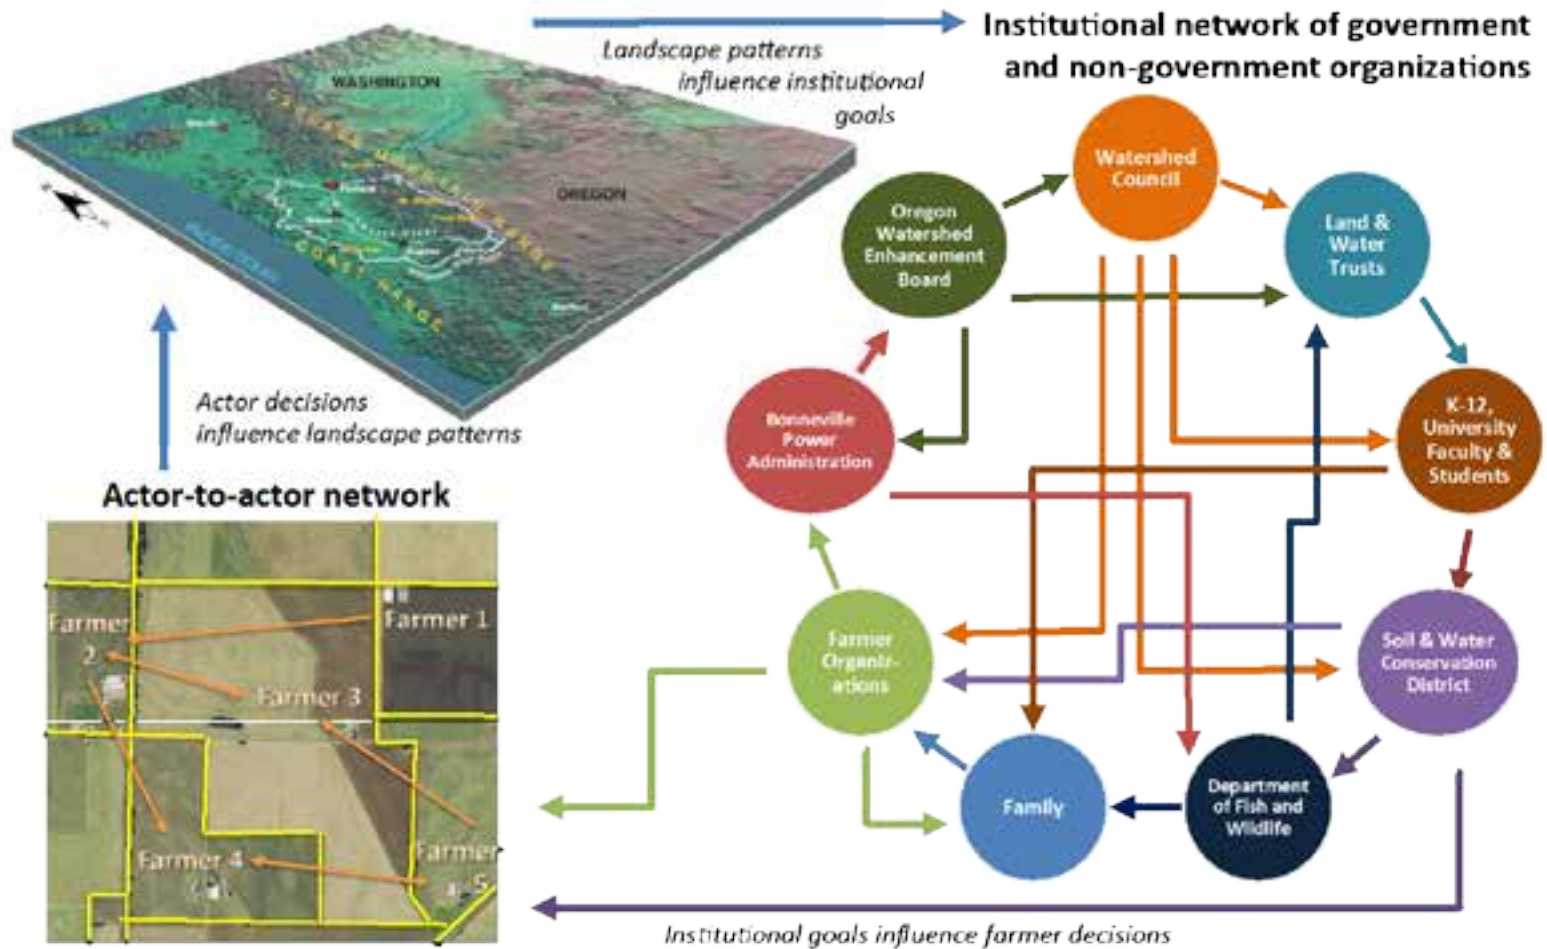 Landscape patterns
influence institutional
goals
Institutional network of government
and non-government organizations
WASHINGTON
OREGON
CASCADE MOUNTAIN RANGE
COAST RANGE
PACIFIC OCEAN
Actor decisions
influence landscape patterns
Actor-to-actor network
Farmer 1
Farmer
2
Farmer 3
Farmer 4
Farmer
5
Watershed
Council
Oregon
Watershed
Enhancement
Board
Land &
Water
Trusts
Bonneville
Power
Administration
K-12,
University
Faculty &
Students
Farmer
Organiz-
ations
Soil & Water
Conservation
District
Family
Department
of Fish and
Wildlife
Institutional goals influence farmer decisions